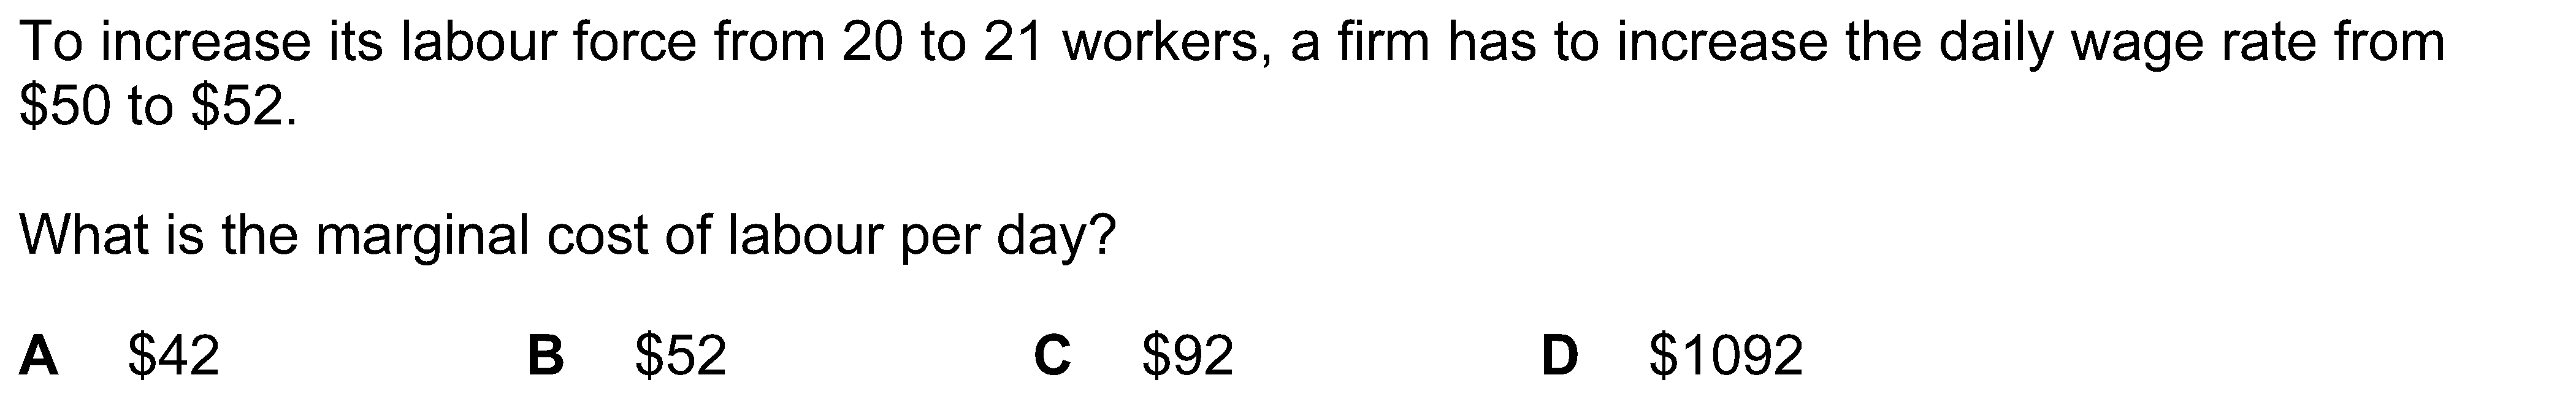 To increase its labour force from 20 to 21 workers, a firm has to increase the daily wage rate from
$50 to $52.
What is the marginal cost of labour per day?
A $42 B $52 C $92 D $1092